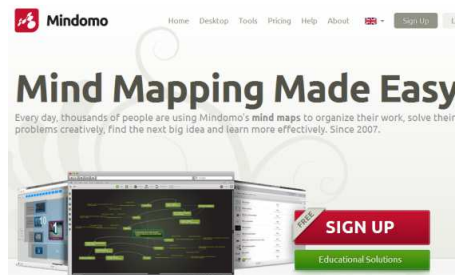 Mindomo
Home Desktop Tools Pricing Help About Sign Up
Mind Mapping Made Easy
Every day, thousands of people are using Mindomo's mind maps to organize their work, solve their
problems creatively, find the next big idea and learn more effectively. Since 2007.
FREE
SIGN UP
Educational Solutions